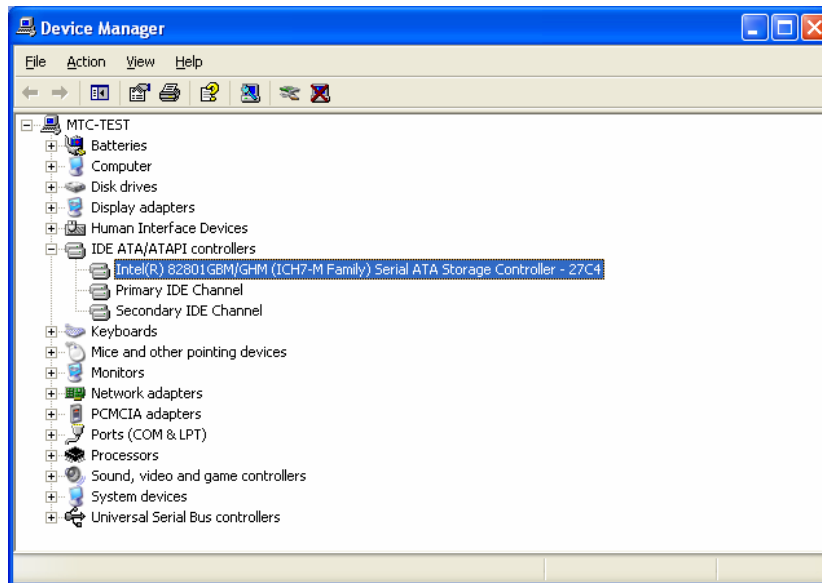 Device Manager
File Action View Help
MTC-TEST
Batteries
Computer
Disk drives
Display adapters
Human Interface Devices
IDE ATA/ATAPI controllers
Intel(R) 82801GBM/GHM (ICH7-M Family) Serial ATA Storage Controller - 27C4
Primary IDE Channel
Secondary IDE Channel
Keyboards
Mice and other pointing devices
Monitors
Network adapters
PCMCIA adapters
Ports (COM & LPT)
Processors
Sound, video and game controllers
System devices
Universal Serial Bus controllers